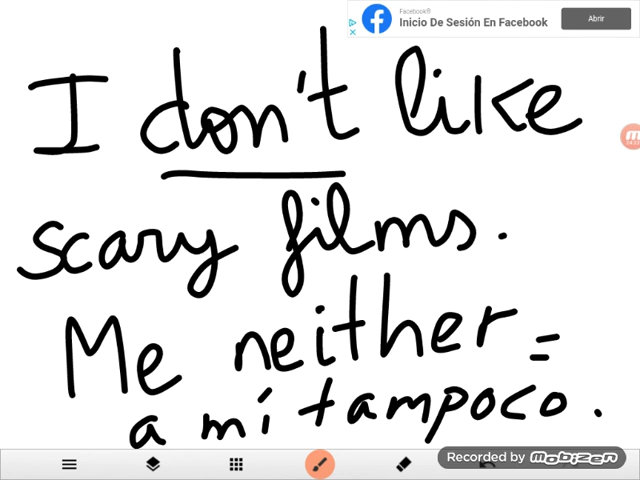 Facebook®
Inicio De Sesión En Facebook
Abrir
I don't like
scary films.
Me neither =
a mí tampoco.
Recorded by Mobizen